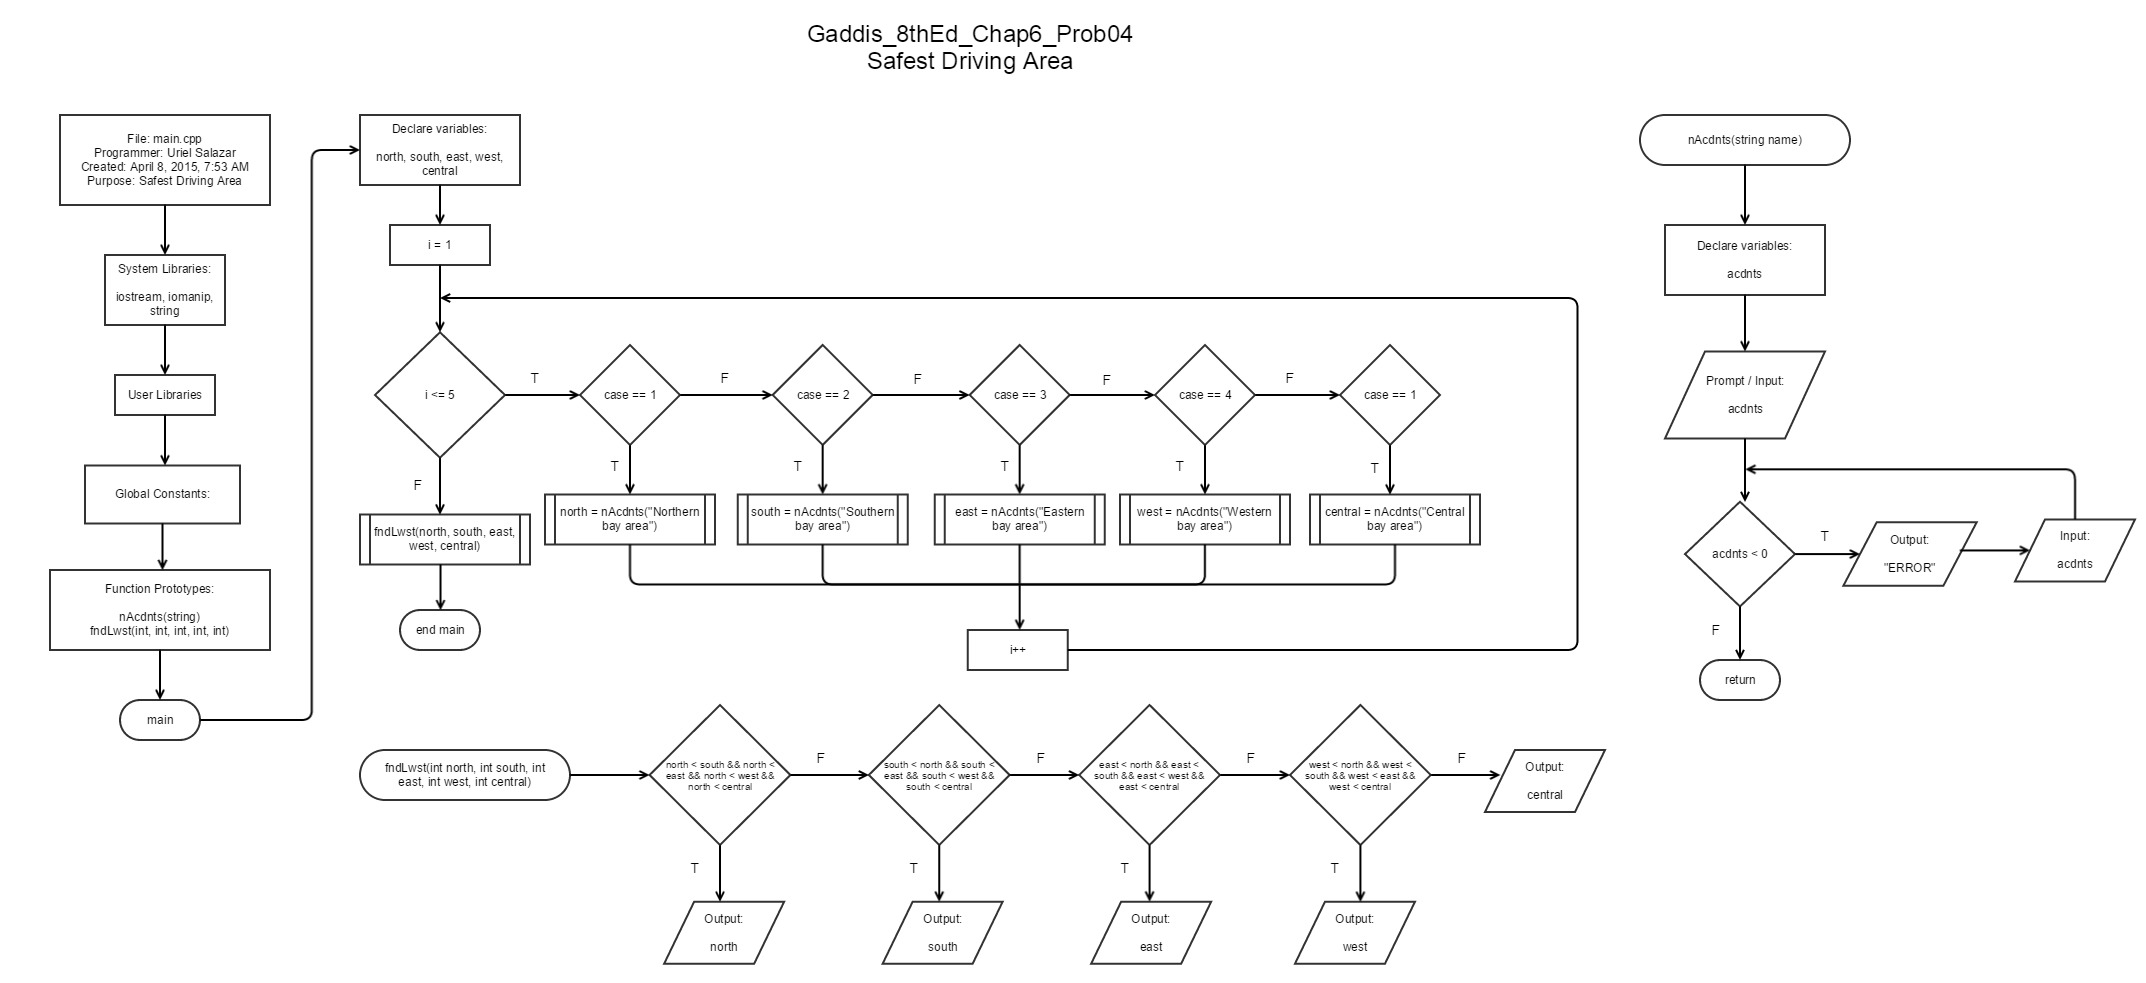 Gaddis_8thEd_Chap6_Prob04
Safest Driving Area
File: main.cpp
Programmer: Uriel Salazar
Created: April 8, 2015, 7:53 AM
Purpose: Safest Driving Area
System Libraries:
iostream, iomanip,
string
User Libraries
Global Constants:
Function Prototypes:
nAcdnts(string)
fndLwst(int, int, int, int, int)
main
Declare variables:
north, south, east, west,
central
i = 1
i <= 5
T
F
case == 1
F
case == 2
F
case == 3
F
case == 4
F
case == 1
T
T
T
T
T
north = nAcdnts("Northern
bay area")
south = nAcdnts("Southern
bay area")
east = nAcdnts("Eastern
bay area")
west = nAcdnts("Western
bay area")
central = nAcdnts("Central
bay area")
i++
fndLwst(north, south, east,
west, central)
end main
fndLwst(int north, int south, int
east, int west, int central)
north < south && north <
east && north < west &&
north < central
F
south < north && south <
east && south < west &&
south < central
F
east < north && east <
south && east < west &&
east < central
F
west < north && west <
south && west < east &&
west < central
F
Output:
central
T
T
T
T
Output:
north
Output:
south
Output:
east
Output:
west
nAcdnts(string name)
Declare variables:
acdnts
Prompt / Input:
acdnts
acdnts < 0
T
Output:
"ERROR"
Input:
acdnts
F
return